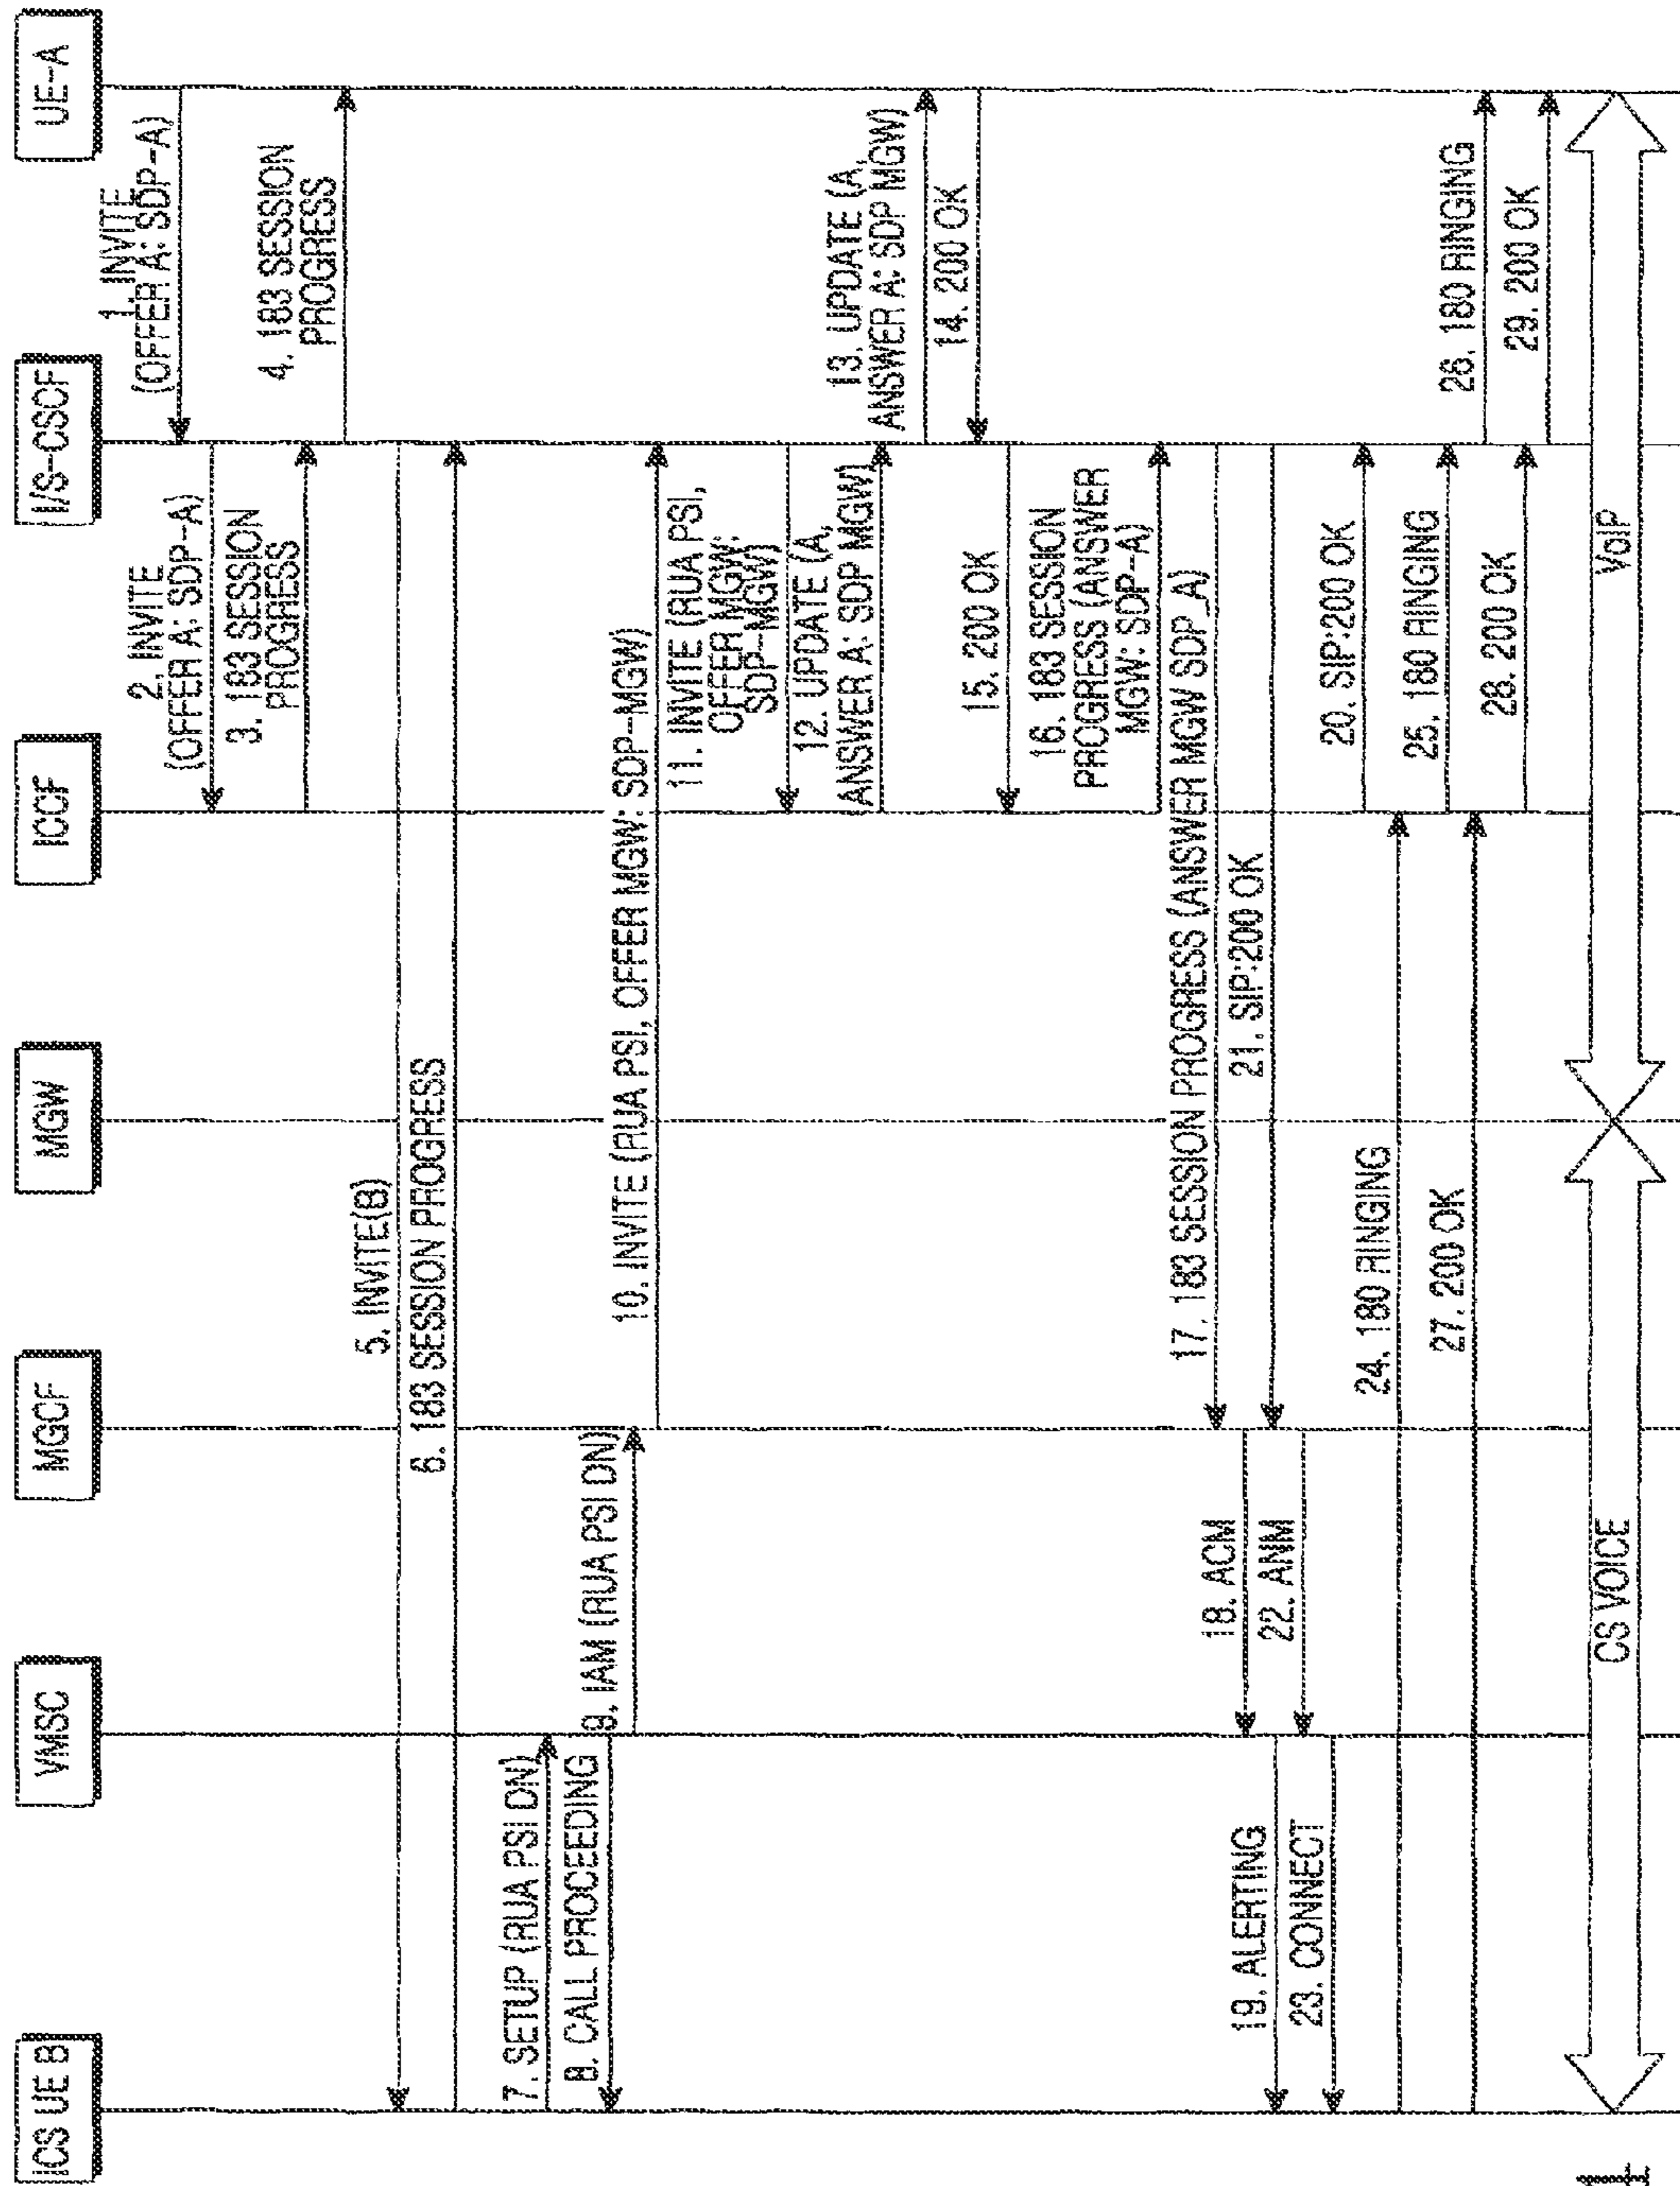 ICS UE B
VMSC
MGCF
MGW
ICCF
I/S-CSCF
UE-A
1. INVITE
(OFFER A: SDP-A)
2. INVITE
(OFFER A: SDP-A)
3. 183 SESSION
PROGRESS
4. 183 SESSION
PROGRESS
5. INVITE(B)
6. 183 SESSION PROGRESS
7. SETUP (RUA PSI DN)
8. CALL PROCEEDING
9. IAM (RUA PSI DN)
10. INVITE (RUA PSI, OFFER MGW: SDP-MGW)
11. INVITE (RUA PSI,
OFFER MGW:
SDP-MGW)
12. UPDATE (A,
ANSWER A: SDP MGW)
13. UPDATE (A,
ANSWER A: SDP MGW)
14. 200 OK
15. 200 OK
16. 183 SESSION
PROGRESS (ANSWER
MGW: SDP-A)
17. 183 SESSION PROGRESS (ANSWER MGW SDP_A)
18. ACM
19. ALERTING
20. SIP:200 OK
21. SIP:200 OK
22. ANM
23. CONNECT
24. 180 RINGING
25. 180 RINGING
26. 180 RINGING
27. 200 OK
28. 200 OK
29. 200 OK
CS VOICE
VoIP